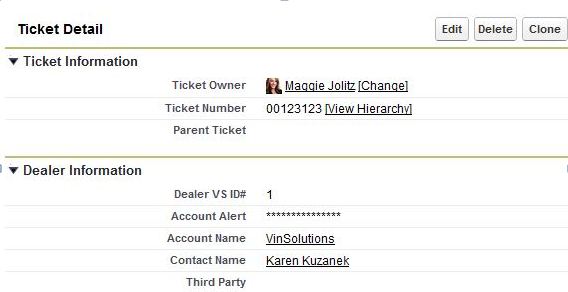 Ticket Detail Edit Delete Clone
Ticket Information
Ticket Owner Maggie Jolitz [Change]
Ticket Number 00123123 [View Hierarchy]
Parent Ticket
Dealer Information
Dealer VS ID# 1
Account Alert ***************
Account Name VinSolutions
Contact Name Karen Kuzanek
Third Party